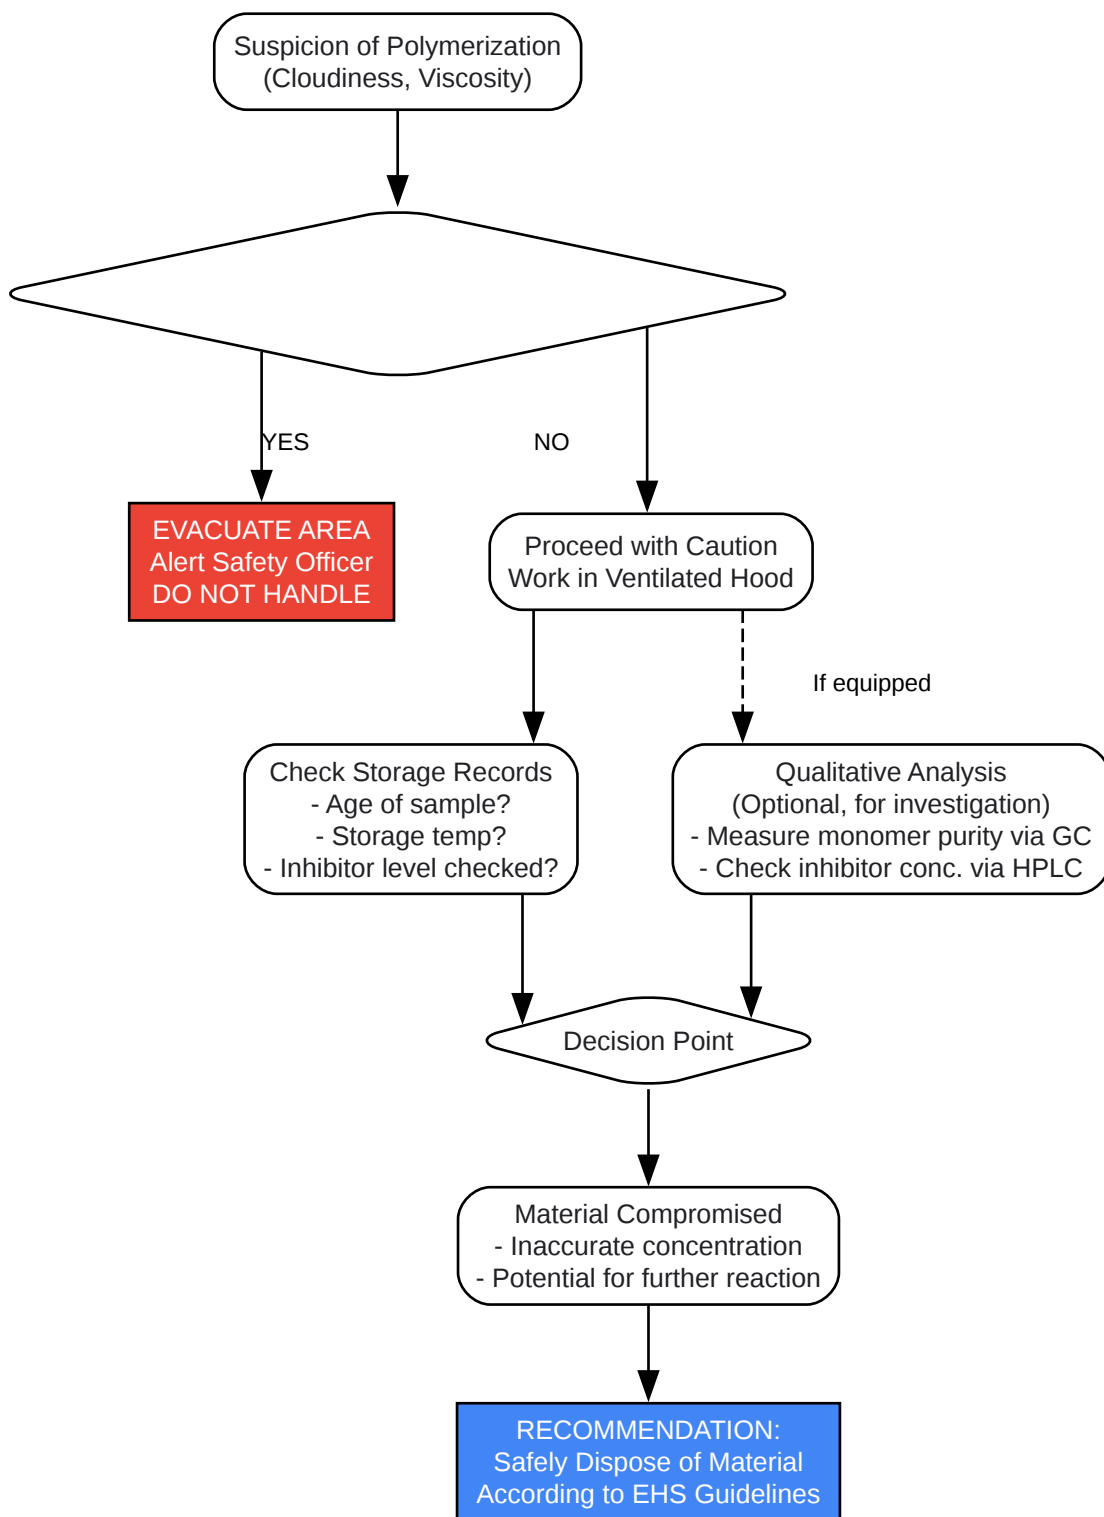 Suspicion of Polymerization
(Cloudiness, Viscosity)
YES
NO
EVACUATE AREA
Alert Safety Officer
DO NOT HANDLE
Proceed with Caution
Work in Ventilated Hood
If equipped
Check Storage Records
- Age of sample?
- Storage temp?
- Inhibitor level checked?
Qualitative Analysis
(Optional, for investigation)
- Measure monomer purity via GC
- Check inhibitor conc. via HPLC
Decision Point
Material Compromised
- Inaccurate concentration
- Potential for further reaction
RECOMMENDATION:
Safely Dispose of Material
According to EHS Guidelines